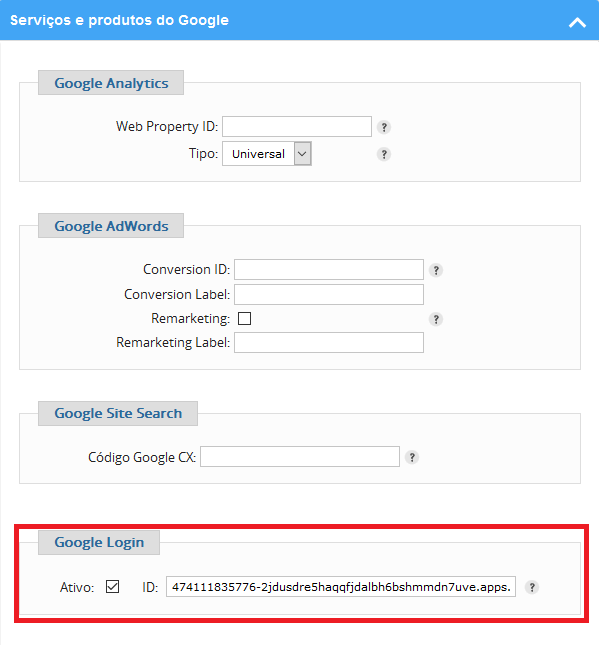 Serviços e produtos do Google
Google Analytics
Web Property ID:
?
Tipo: Universal
?
Google AdWords
Conversion ID:
?
Conversion Label:
Remarketing:
?
Remarketing Label:
Google Site Search
Código Google CX:
?
Google Login
Ativo: ID: 474111835776-2jdusdre5haqqfjdalbh6bshmmdn7uve.apps. ?